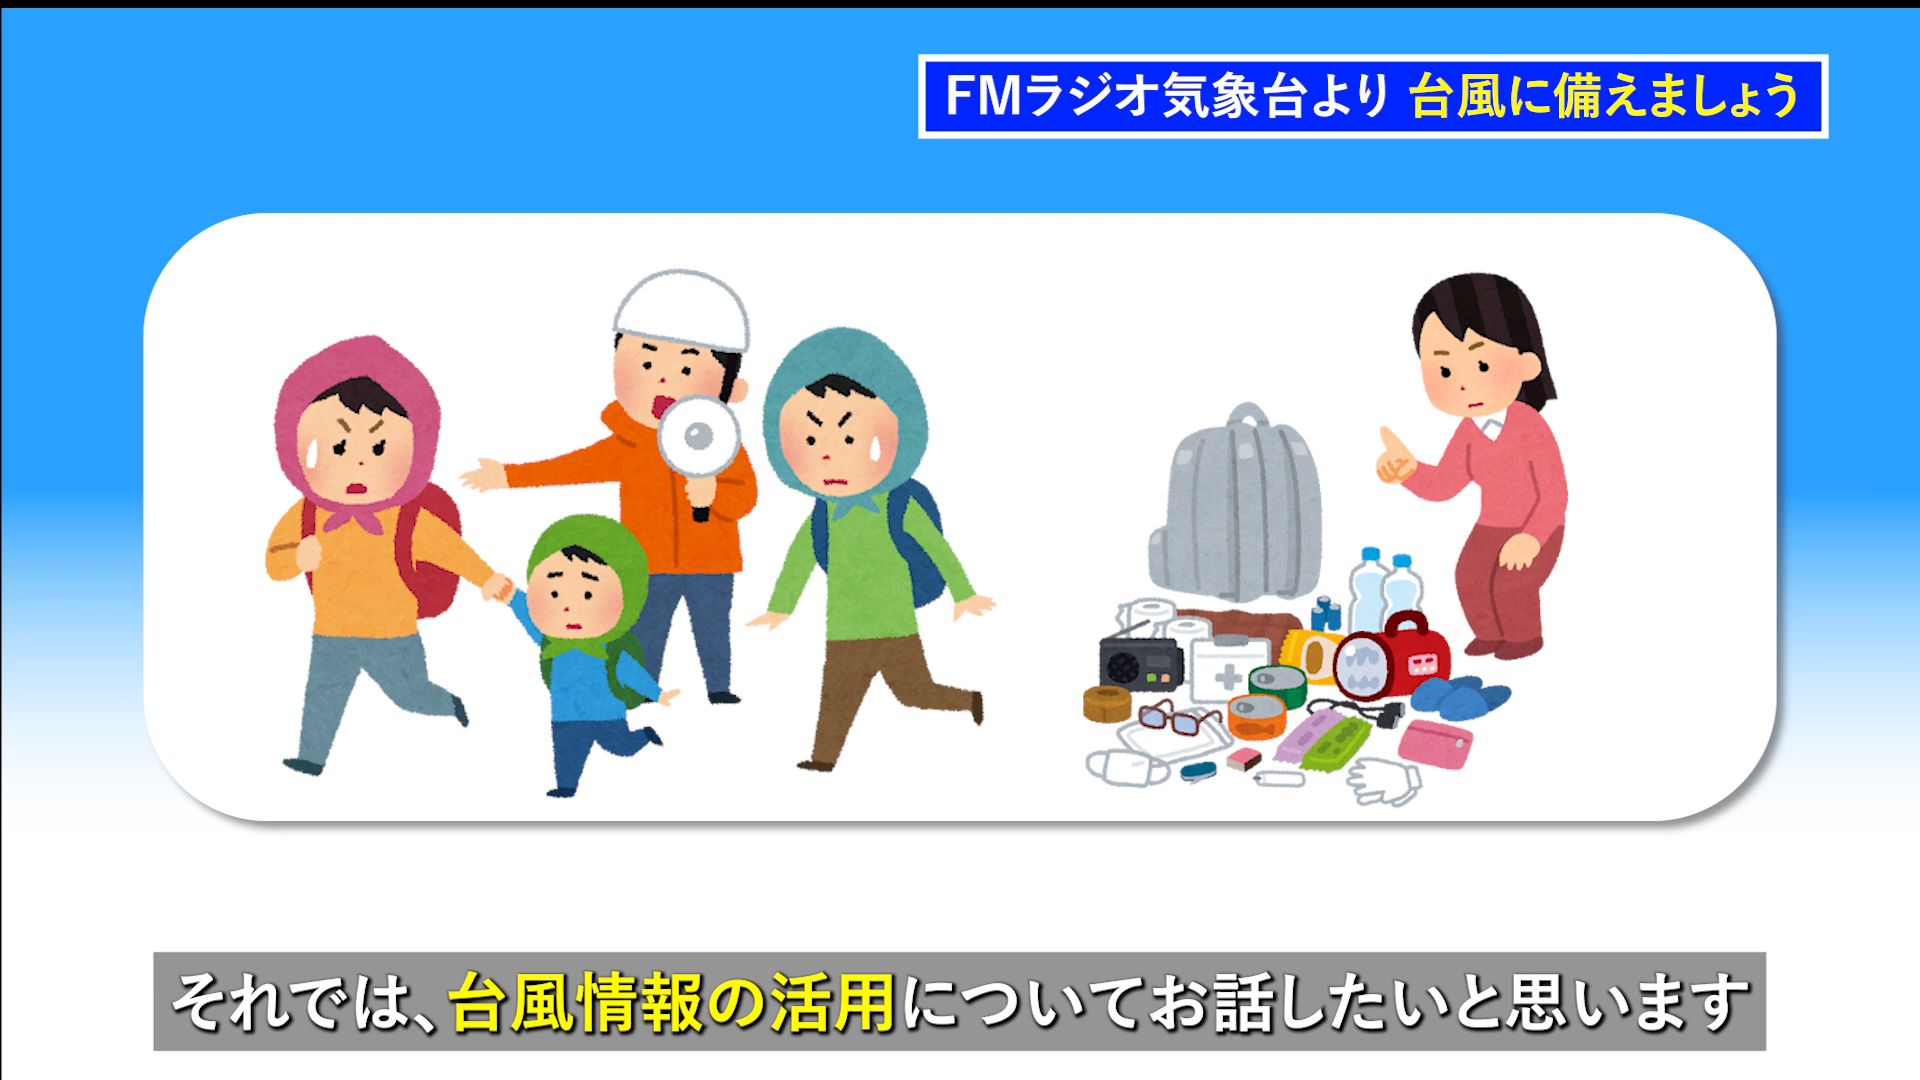 FMラジオ気象台より 台風に備えましょう
それでは、台風情報の活用についてお話したいと思います